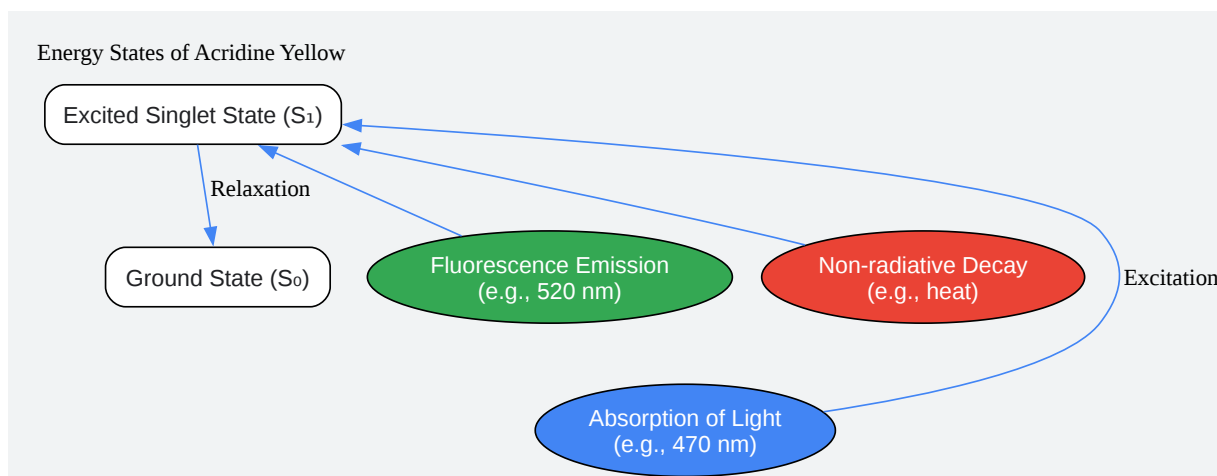 Energy States of Acridine Yellow
Excited Singlet State (S₁)
Relaxation
Ground State (S₀)
Fluorescence Emission
(e.g., 520 nm)
Non-radiative Decay
(e.g., heat)
Excitation
Absorption of Light
(e.g., 470 nm)